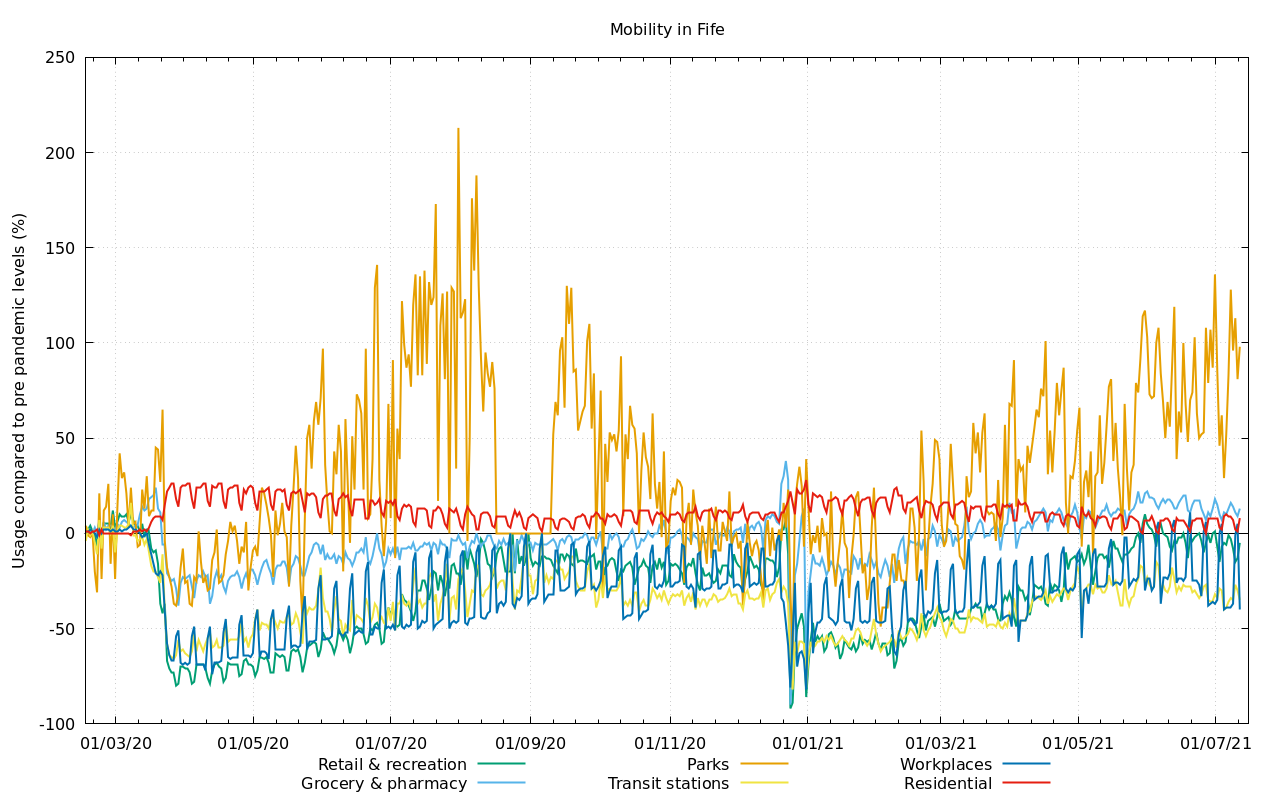 Mobility in Fife
Usage compared to pre pandemic levels (%)
250
200
150
100
50
0
-50
-100
01/03/20 01/05/20 01/07/20 01/09/20 01/11/20 01/01/21 01/03/21 01/05/21 01/07/21
Retail & recreation Parks Workplaces
Grocery & pharmacy Transit stations Residential